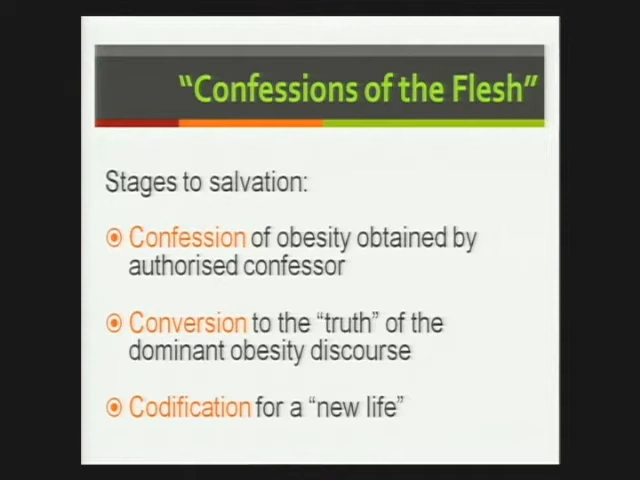 “Confessions of the Flesh”
Stages to salvation:
Confession of obesity obtained by
authorised confessor
Conversion to the “truth” of the
dominant obesity discourse
Codification for a “new life”